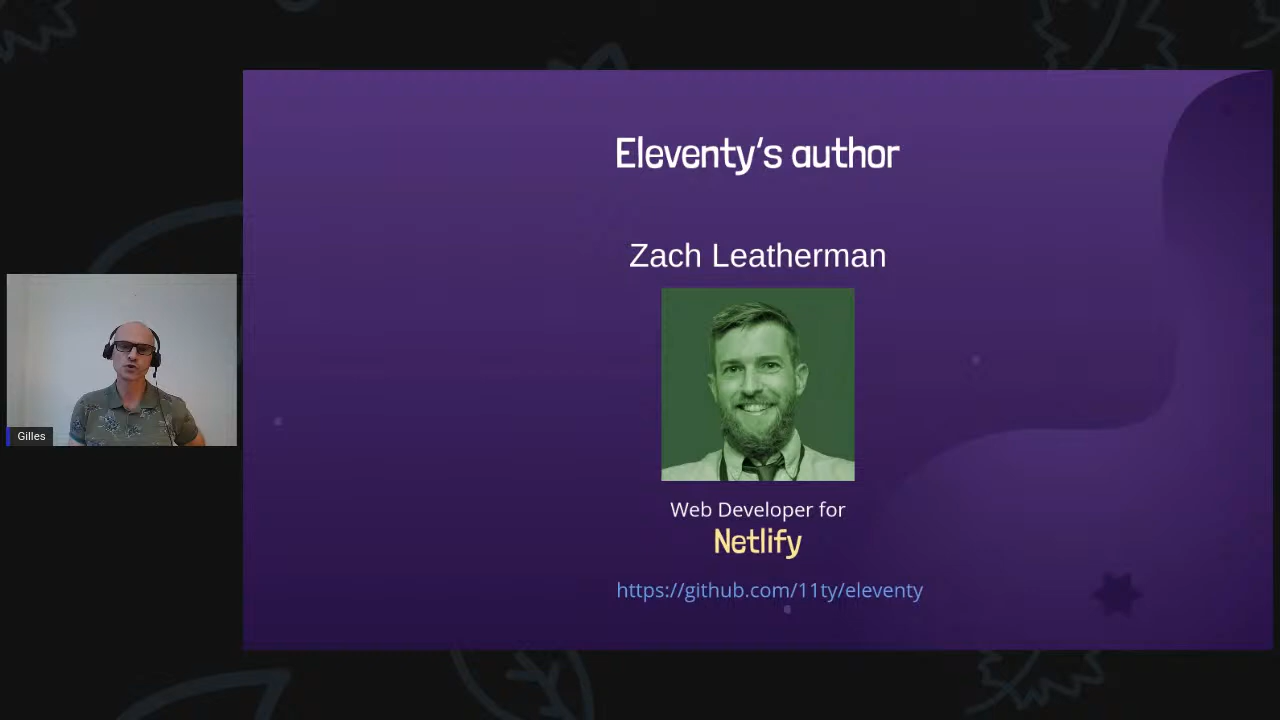 Eleventy's author
Zach Leatherman
Web Developer for
Netlify
https://github.com/11ty/eleventy
Gilles